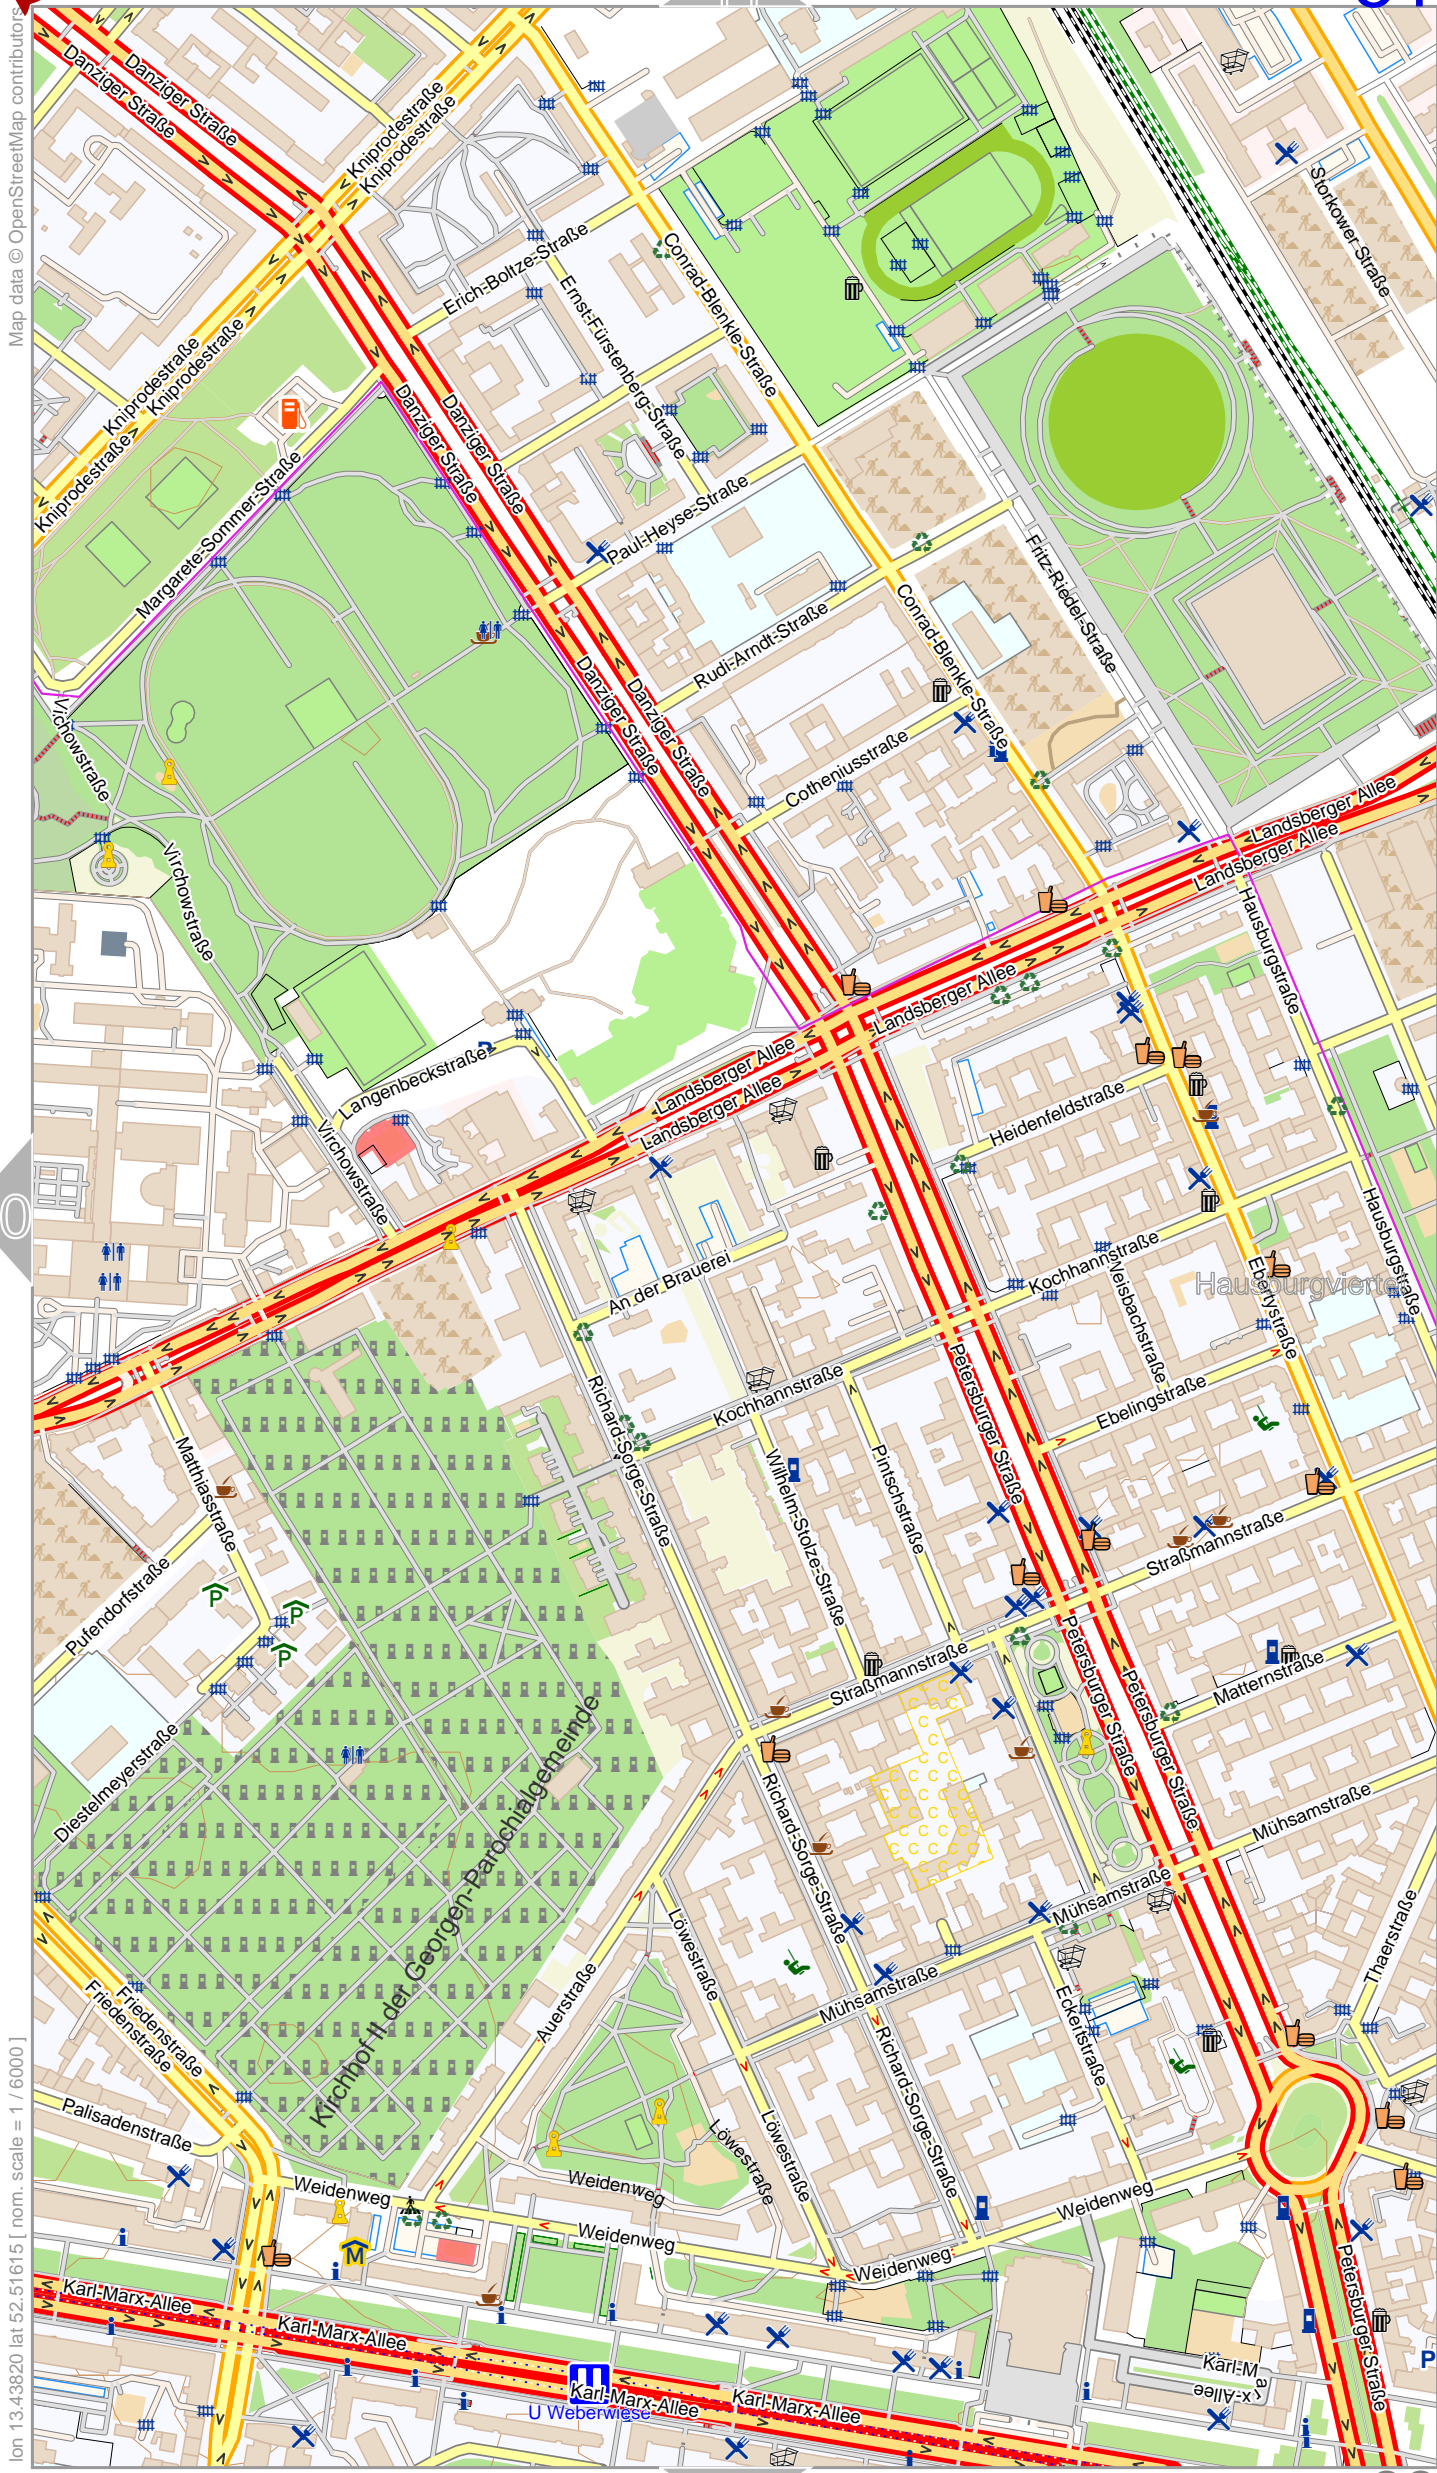 Map data © OpenStreetMap contributors
Danziger Straße
Danziger Straße
Kniprodestraße
Kniprodestraße
Erich-Boltze-Straße
Conrad-Blenkle-Straße
Storkower Straße
Ernst-Fürstenberg-Straße
Kniprodestraße
Kniprodestraße
Kniprodestraße
Danziger Straße
Danziger Straße
Margarete-Sommer-Straße
Paul-Heyse-Straße
Fritz-Riedel-Straße
Conrad-Blenkle-Straße
Rudi-Arndt-Straße
Danziger Straße
Danziger Straße
Vichowstraße
Cotheniusstraße
Landsberger Allee
Landsberger Allee
Virchowstraße
Hausburgstraße
Landsberger Allee
Landsberger Allee
Landsberger Allee
Langenbeckstraße
Virchowstraße
Heidenfeldstraße
Hausburgstraße
Kochhannstraße
Hausburgviertel
An der Brauerei
Neisbachstraße
Ebertystraße
Petersburger Straße
Kochhannstraße
Ebelingstraße
Richard-Sorge-Straße
Matthiasstraße
Wilhelm-Stolze-Straße
Pintschstraße
Straßmannstraße
Pufendorfstraße
P
P
P
Straßmannstraße
Petersburger Straße
Petersburger Straße
Matternstraße
Diestelmeyerstraße
Kirchhof II der Georgen-Parochialgemeinde
Richard-Sorge-Straße
Mühsamstraße
Mühsamstraße
Löwestraße
Thaerstraße
Auerstraße
Mühsamstraße
Eckertstraße
Friedenstraße
Friedenstraße
Richard-Sorge-Straße
Palisadenstraße
Löwestraße
Löwestraße
Weidenweg
Weidenweg
Weidenweg
Weidenweg
Weidenweg
M
Petersburger Straße
Karl-Marx-Allee
Karl-Marx-Allee
Karl-Marx-Allee
Karl-Marx-Allee
Karl-Marx-Allee
U Weberwiese
P
lon 13.43820 lat 52.51615 [ nom. scale = 1 / 6000 ]